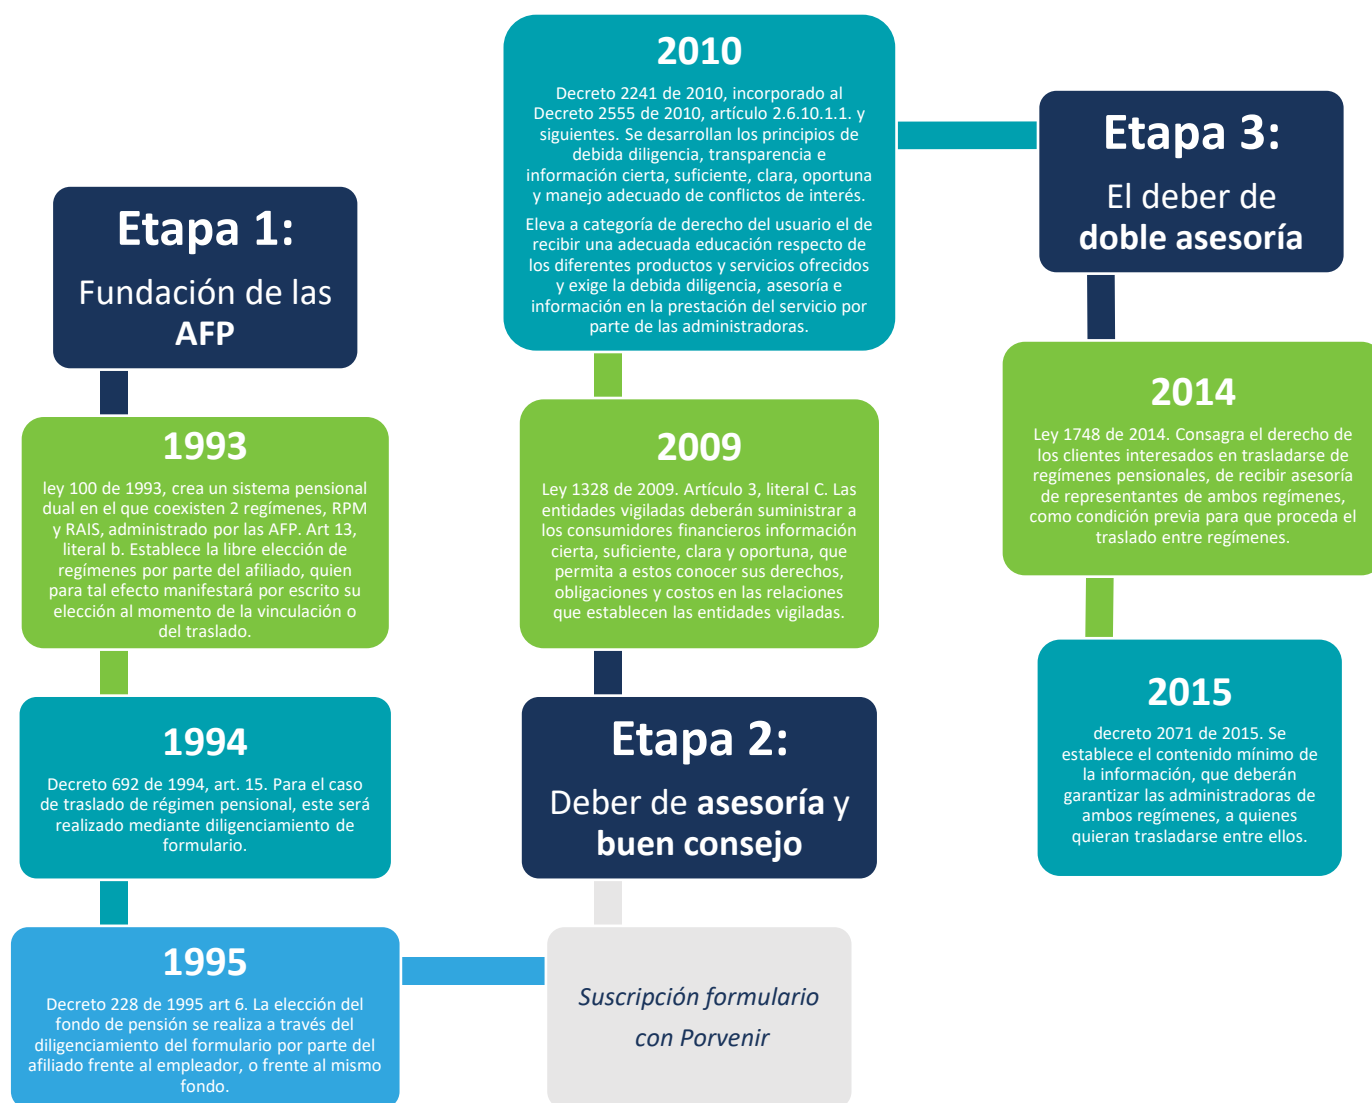 Etapa 1:
Fundación de las
AFP
1993
ley 100 de 1993, crea un sistema pensional
dual en el que coexisten 2 regímenes, RPM
y RAIS, administrado por las AFP. Art 13,
literal b. Establece la libre elección de
regímenes por parte del afiliado, quien
para tal efecto manifestará por escrito su
elección al momento de la vinculación o
del traslado.
1994
Decreto 692 de 1994, art. 15. Para el caso
de traslado de régimen pensional, este será
realizado mediante diligenciamiento de
formulario.
1995
Decreto 228 de 1995 art 6. La elección del
fondo de pensión se realiza a través del
diligenciamiento del formulario por parte del
afiliado frente al empleador, o frente al mismo
fondo.
Suscripción formulario
con Porvenir
Etapa 2:
Deber de asesoría y
buen consejo
2009
Ley 1328 de 2009. Artículo 3, literal C. Las
entidades vigiladas deberán suministrar a
los consumidores financieros información
cierta, suficiente, clara y oportuna, que
permita a estos conocer sus derechos,
obligaciones y costos en las relaciones
que establecen las entidades vigiladas.
2010
Decreto 2241 de 2010, incorporado al
Decreto 2555 de 2010, artículo 2.6.10.1.1. y
siguientes. Se desarrollan los principios de
debida diligencia, transparencia e
información cierta, suficiente, clara, oportuna
y manejo adecuado de conflictos de interés.
Eleva a categoría de derecho del usuario el de
recibir una adecuada educación respecto de
los diferentes productos y servicios ofrecidos
y exige la debida diligencia, asesoría e
información en la prestación del servicio por
parte de las administradoras.
Etapa 3:
El deber de
doble asesoría
2014
Ley 1748 de 2014. Consagra el derecho de
los clientes interesados en trasladarse de
regímenes pensionales, de recibir asesoría
de representantes de ambos regímenes,
como condición previa para que proceda el
traslado entre regímenes.
2015
decreto 2071 de 2015. Se
establece el contenido mínimo de
la información, que deberán
garantizar las administradoras de
ambos regímenes, a quienes
quieran trasladarse entre ellos.